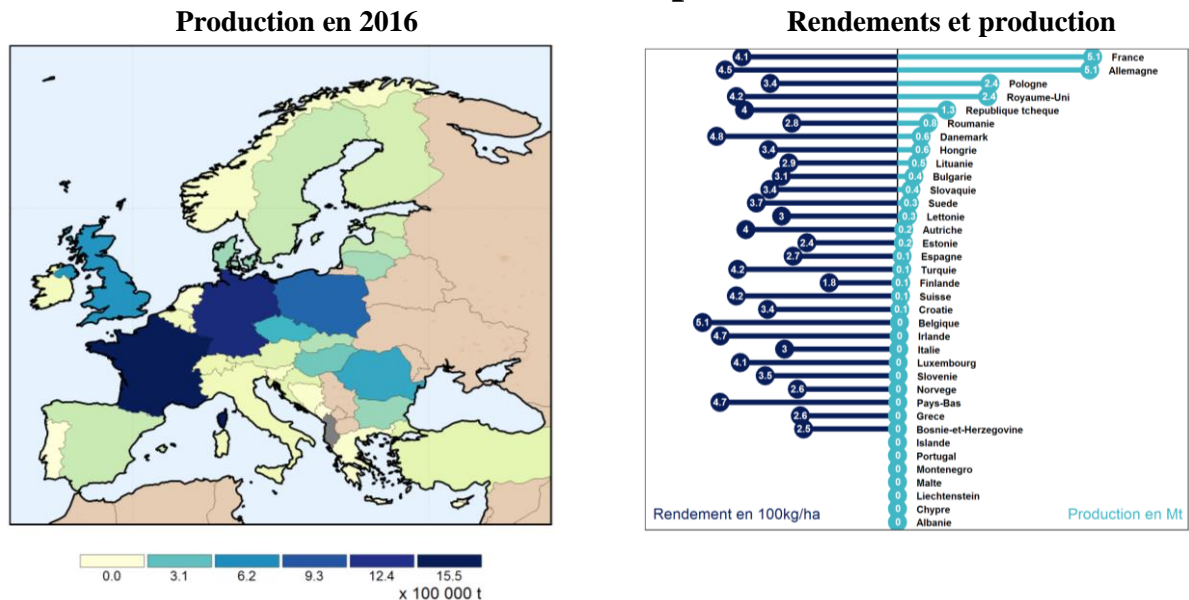 Production en 2016
0.0 3.1 6.2 9.3 12.4 15.5
x 100 000 t
Rendements et production
4.1 5.1 France
4.5 5.1 Allemagne
3.4 2.4 Pologne
4.2 2.4 Royaume-Uni
4 1.3 Republique tcheque
2.8 0.8 Roumanie
4.8 0.6 Danemark
3.4 0.6 Hongrie
2.9 0.5 Lituanie
3.1 0.4 Bulgarie
3.4 0.4 Slovaquie
3.7 0.3 Suede
3 0.3 Lettonie
4 0.2 Autriche
2.4 0.2 Estonie
2.7 0.1 Espagne
4.2 0.1 Turquie
1.8 0.1 Finlande
4.2 0.1 Suisse
3.4 0.1 Croatie
5.1 0 Belgique
4.7 0 Irlande
3 0 Italie
4.1 0 Luxembourg
3.5 0 Slovenie
2.6 0 Norvege
4.7 0 Pays-Bas
2.6 0 Grece
2.5 0 Bosnie-et-Herzegovine
0 Islande
0 Portugal
0 Montenegro
0 Malte
0 Liechtenstein
0 Chypre
0 Albanie
Rendement en 100kg/ha Production en Mt